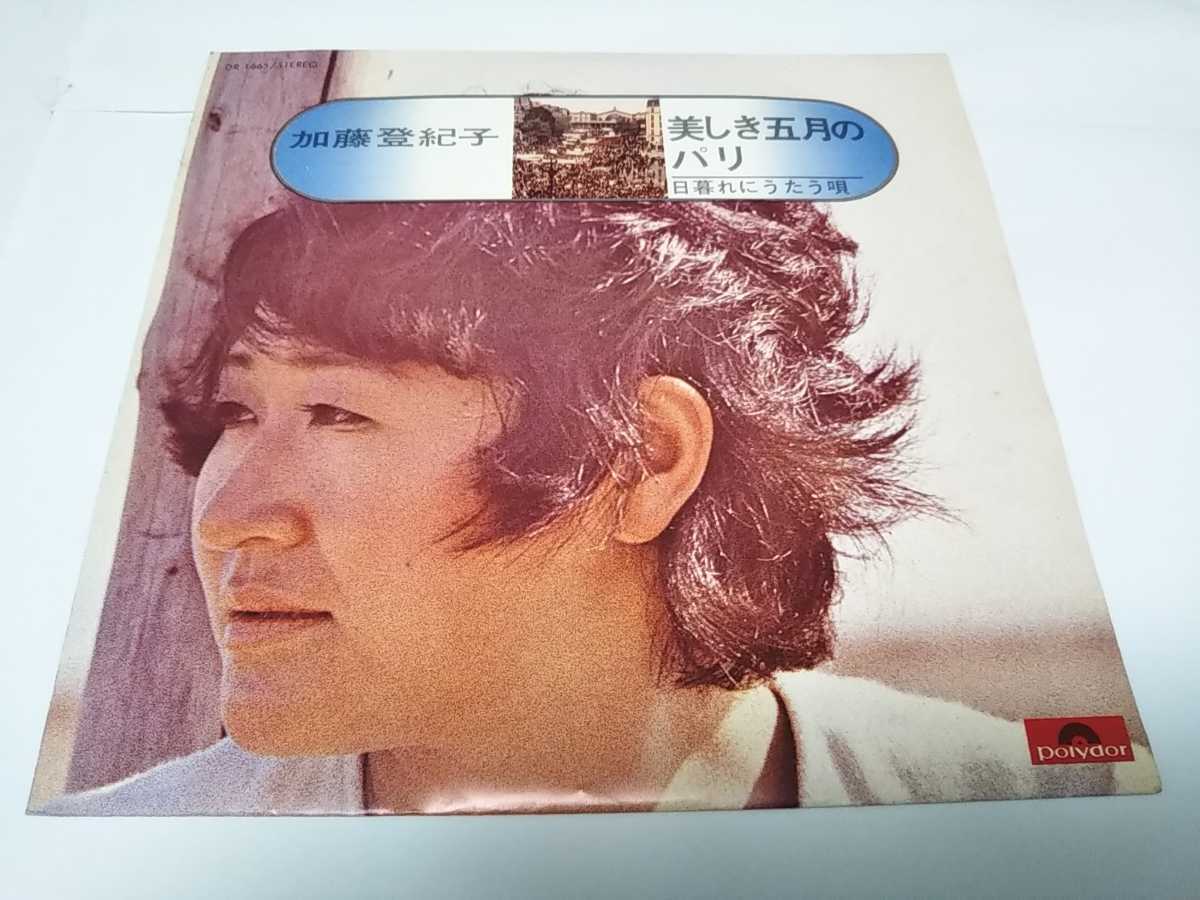 DR 1665/STEREO
加藤登紀子
美しき五月の
パリ
日暮れにうたう唄
polydor